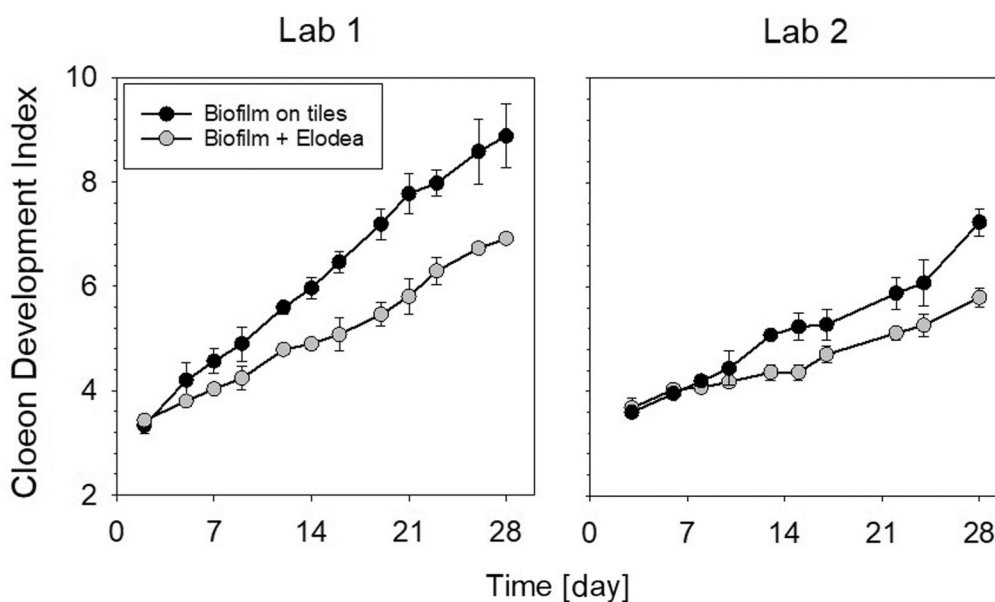 Lab 1
Lab 2
Cloeon Development Index
10
8
6
4
2
Biofilm on tiles
Biofilm + Elodea
0 7 14 21 28
0 7 14 21 28
Time [day]